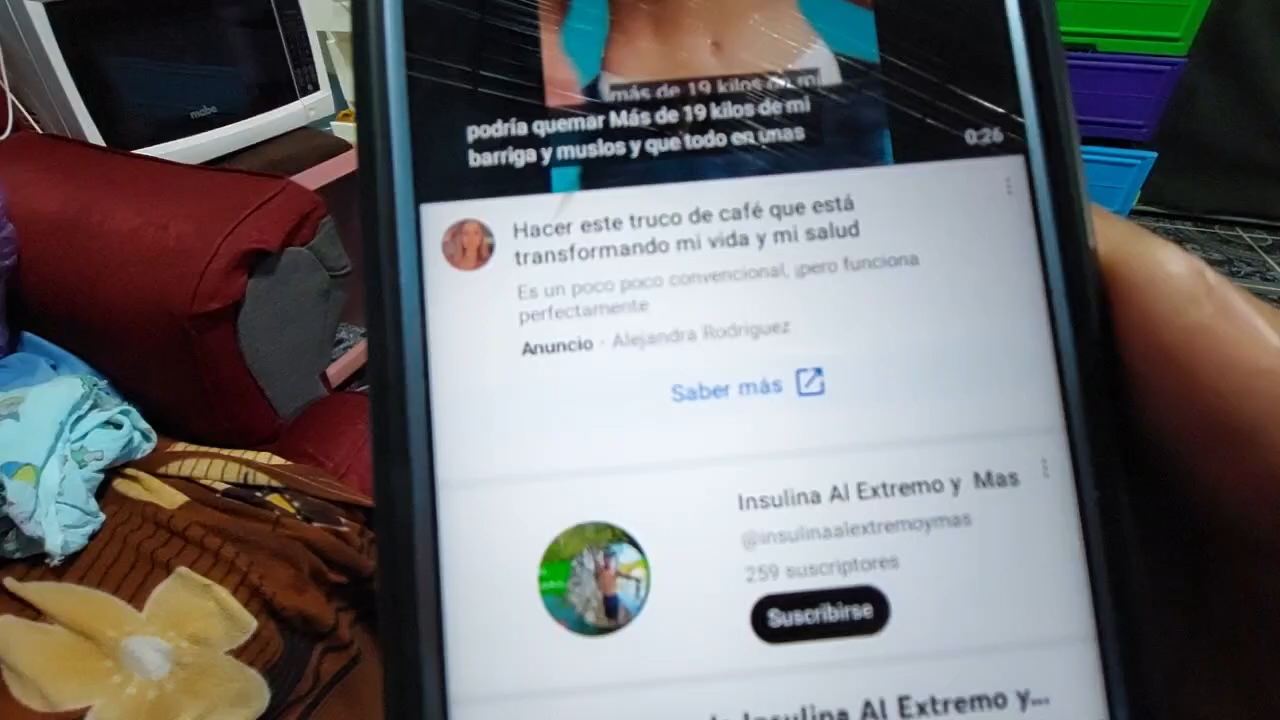 mabe
más de 19 kilos en mi
podría quemar Más de 19 kilos de mi
barriga y muslos y que todo en unas
0:26
Hacer este truco de café que está
transformando mi vida y mi salud
Es un poco poco convencional, ¡pero funciona
perfectamente
Anuncio · Alejandra Rodriguez
Saber más
Insulina Al Extremo y Mas
@insulinaalextremoymas
259 suscriptores
Suscribirse
Insulina Al Extremo y...